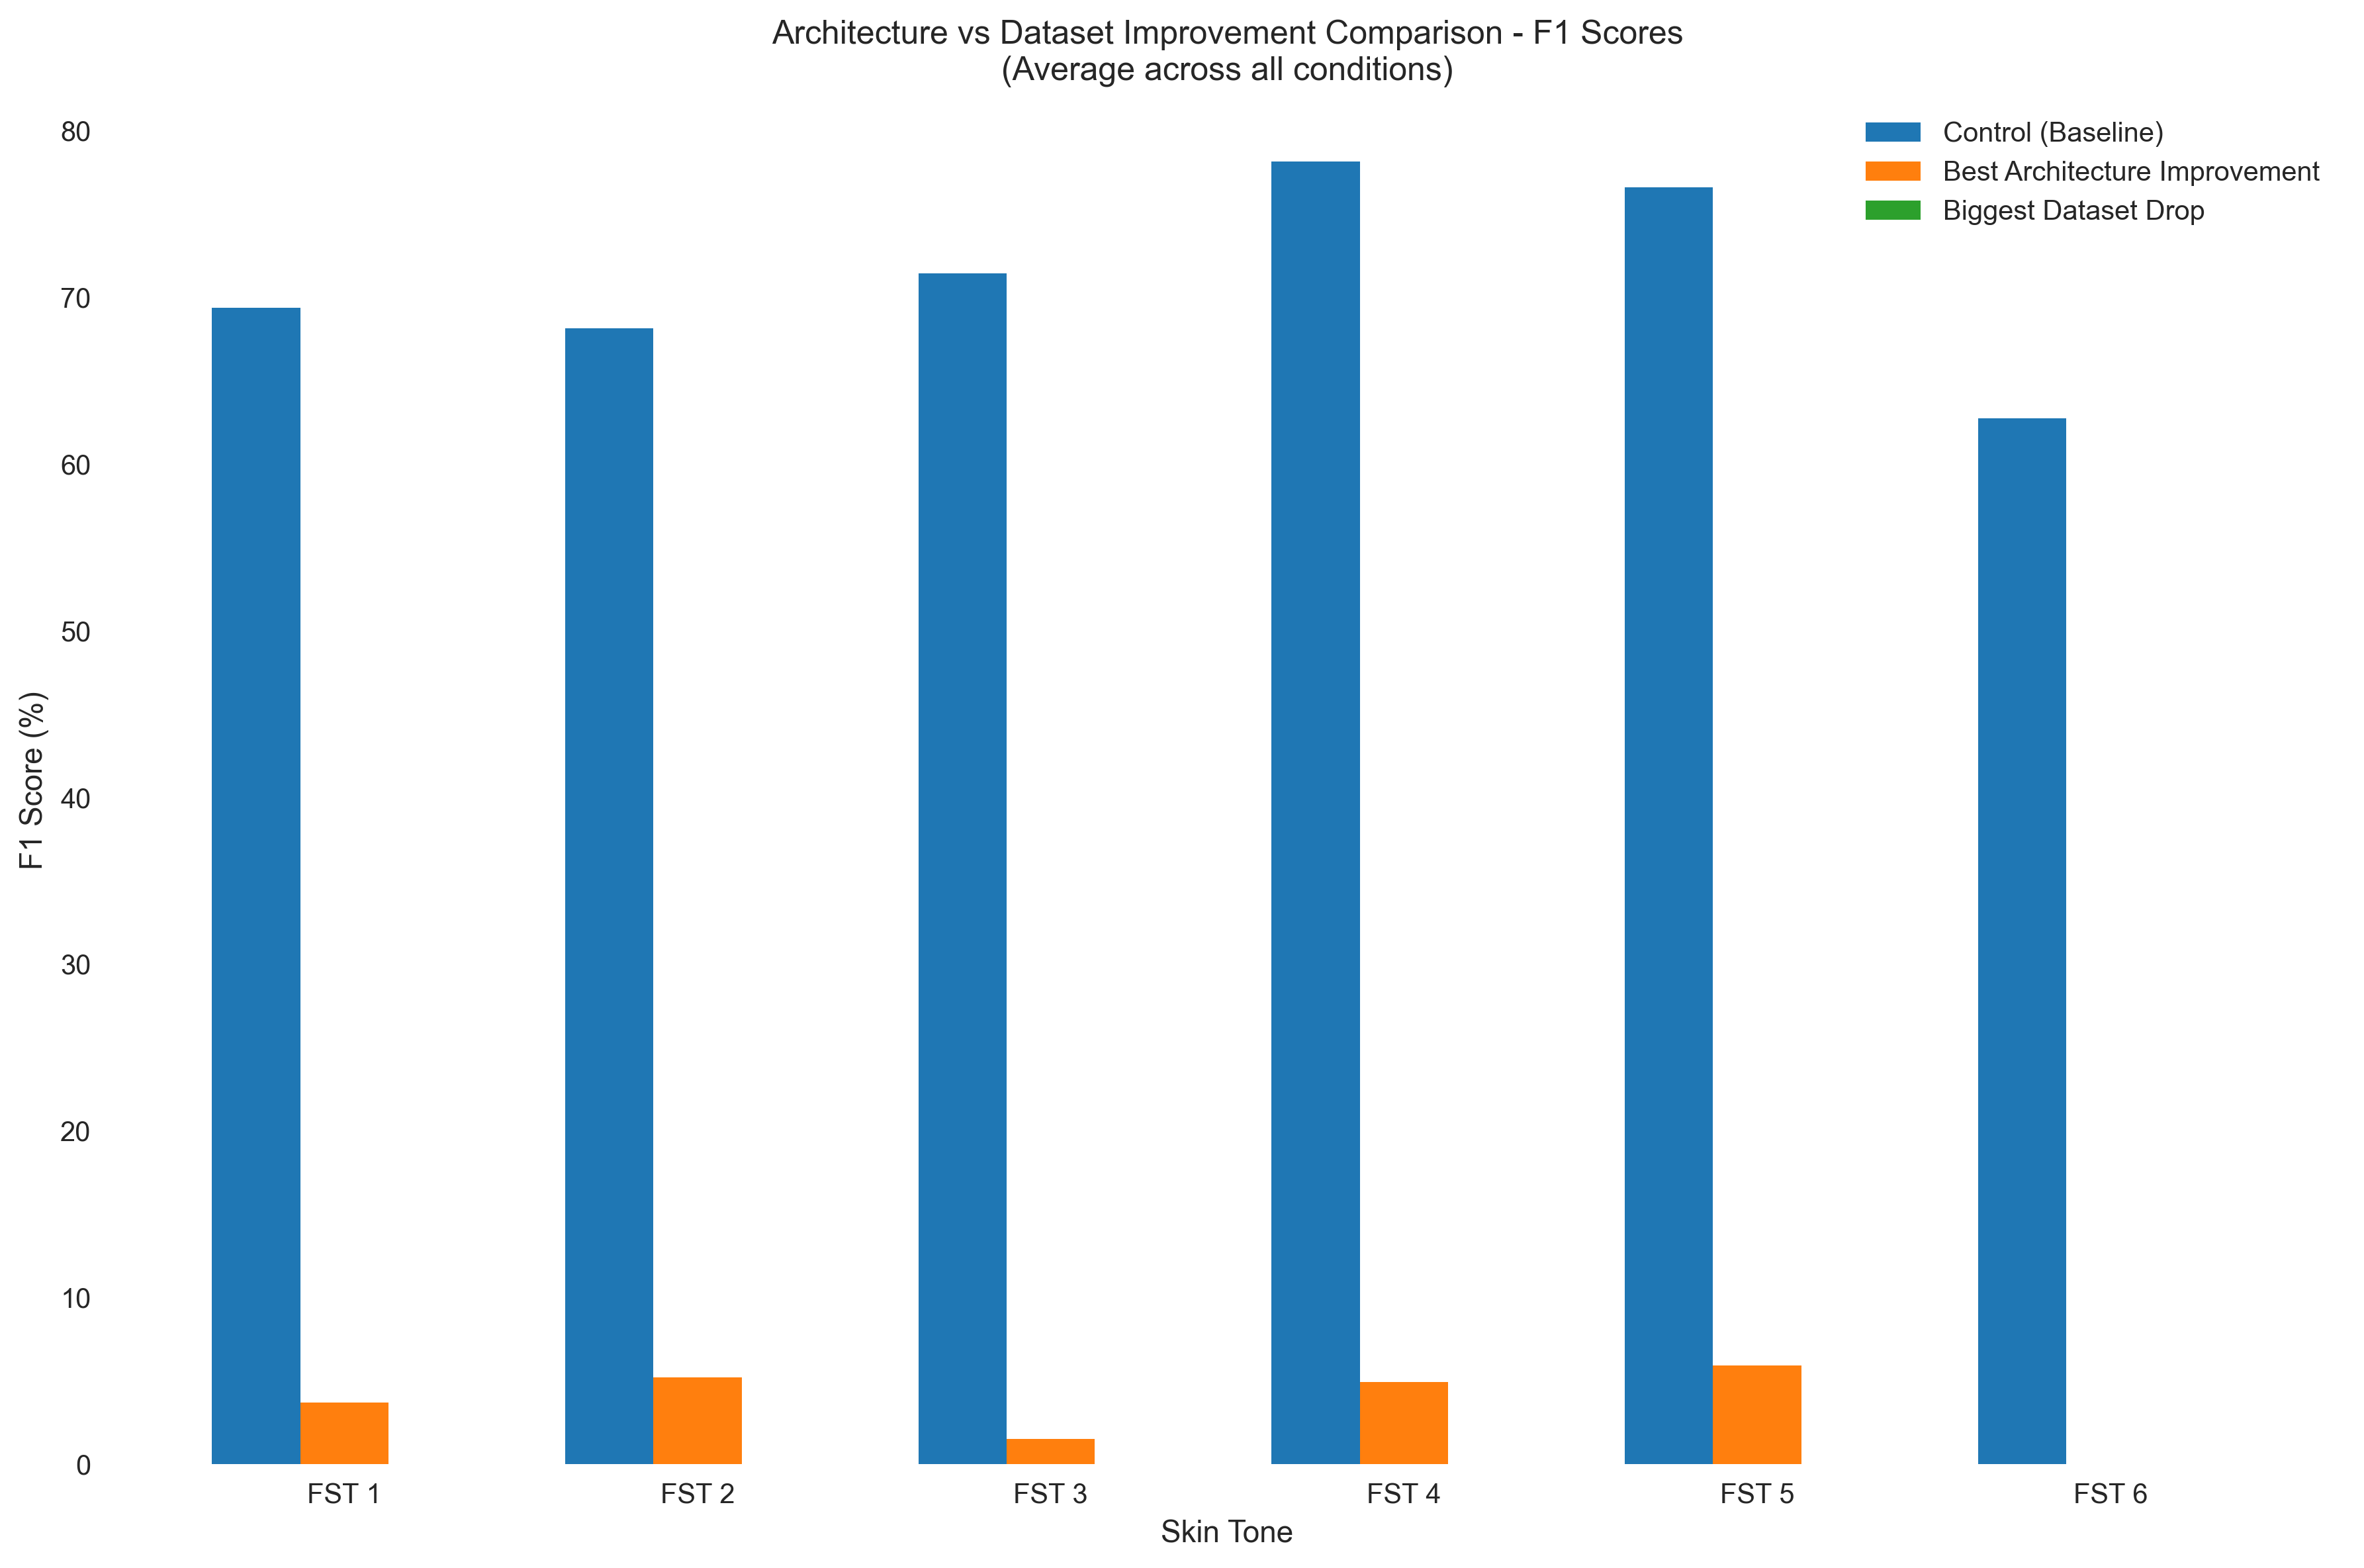 Architecture vs Dataset Improvement Comparison - F1 Scores
(Average across all conditions)
Control (Baseline)
Best Architecture Improvement
Biggest Dataset Drop
F1 Score (%)
80
70
60
50
40
30
20
10
0
FST 1
FST 2
FST 3
FST 4
FST 5
FST 6
Skin Tone